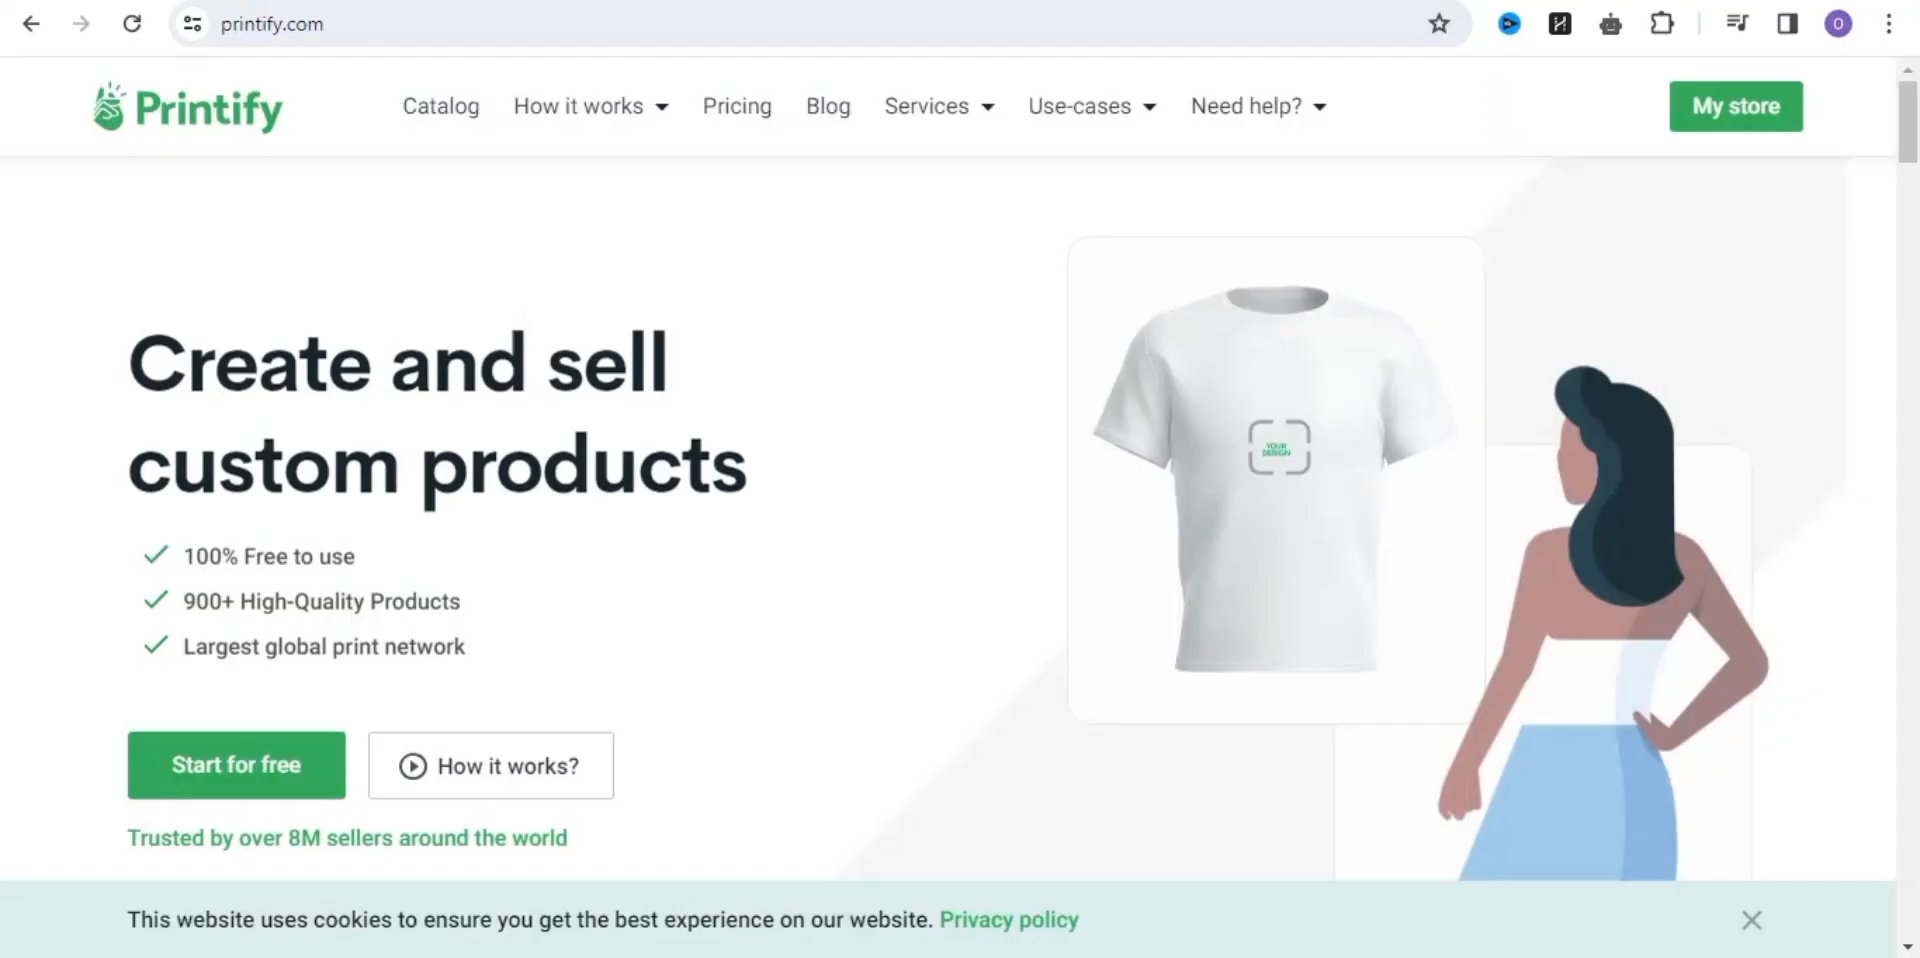 printify.com
O
Printify
Catalog How it works Pricing Blog Services Use-cases Need help? My store
Create and sell
custom products
100% Free to use
900+ High-Quality Products
Largest global print network
YOUR
DESIGN
Start for free How it works?
Trusted by over 8M sellers around the world
This website uses cookies to ensure you get the best experience on our website. Privacy policy